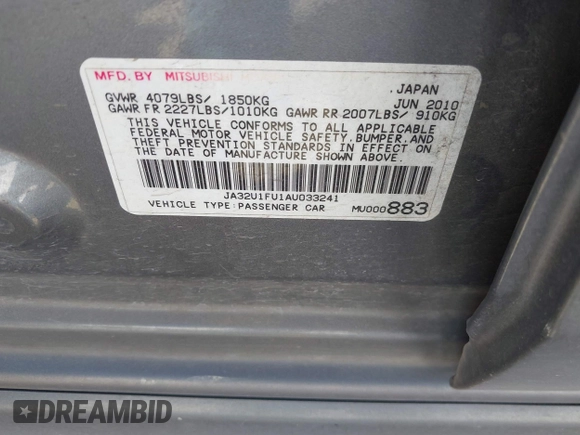 MFD. BY MITSUBISHI
JAPAN
GVWR 4079LBS/ 1850KG JUN 2010
GAWR FR 2227LBS/1010KG GAWR RR 2007LBS/ 910KG
THIS VEHICLE CONFORMS TO ALL APPLICABLE
FEDERAL MOTOR VEHICLE SAFETY, BUMPER, AND
THEFT PREVENTION STANDARDS IN EFFECT ON
THE DATE OF MANUFACTURE SHOWN ABOVE.
JA32U1FU1AU033241
VEHICLE TYPE:PASSENGER CAR MU000883
DREAMBID